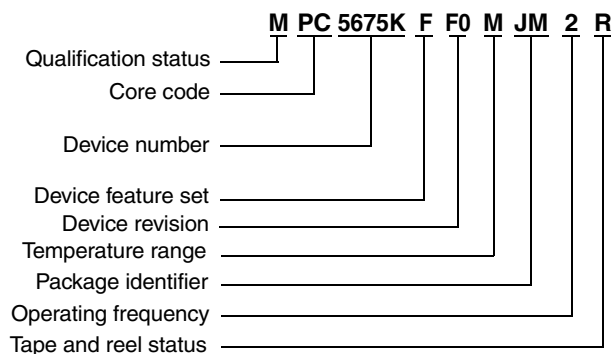 M PC 5675K F F0 M JM 2 R
Qualification status
Core code
Device number
Device feature set
Device revision
Temperature range
Package identifier
Operating frequency
Tape and reel status